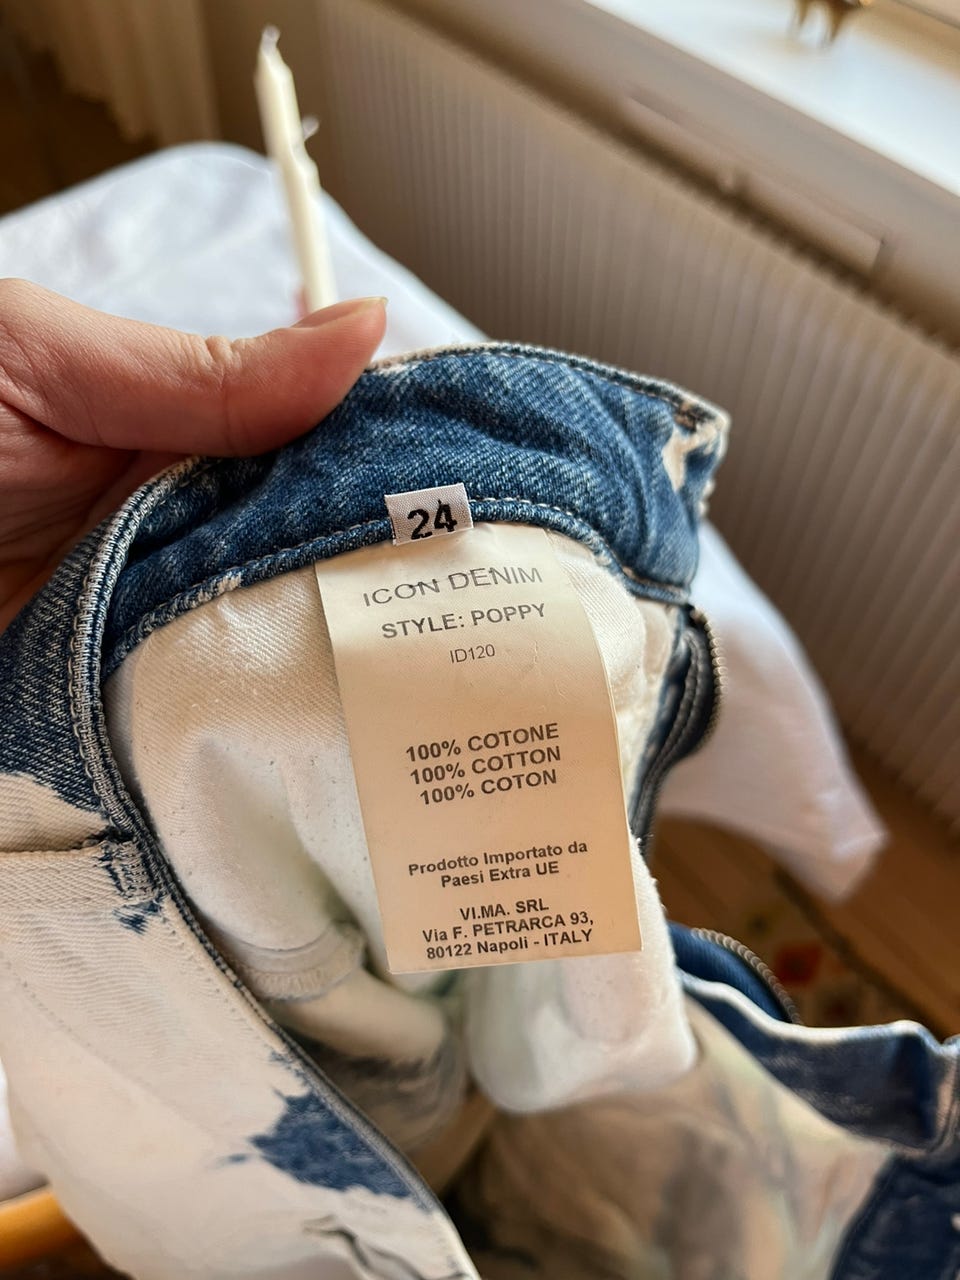 24
ICON DENIM
STYLE: POPPY
ID120
100% COTONE
100% COTTON
100% COTON
Prodotto Importato da
Paesi Extra UE
VI.MA. SRL
Via F. PETRARCA 93,
80122 Napoli - ITALY